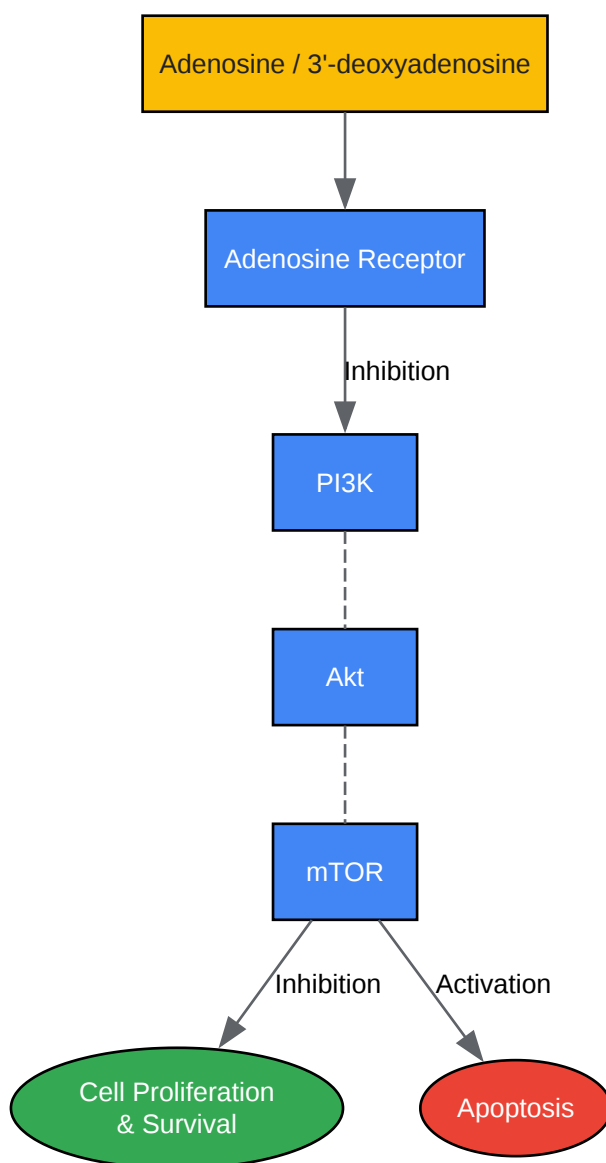 Adenosine / 3'-deoxyadenosine
Adenosine Receptor
Inhibition
PI3K
Akt
mTOR
Inhibition
Activation
Cell Proliferation
& Survival
Apoptosis